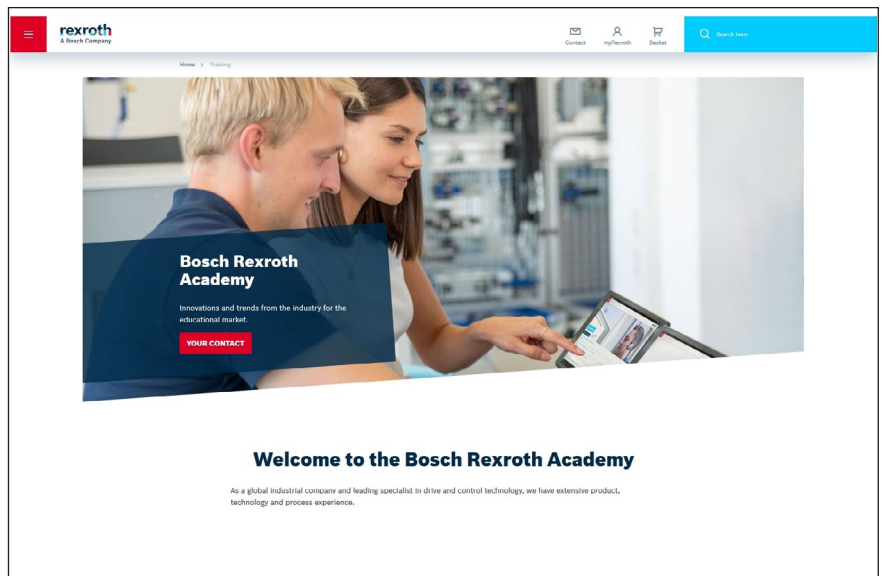 rexroth
A Bosch Company
Contact
myRexroth
Basket
Search here
Home > Training
Bosch Rexroth
Academy
Innovations and trends from the industry for the
educational market.
YOUR CONTACT
Welcome to the Bosch Rexroth Academy
As a global industrial company and leading specialist in drive and control technology, we have extensive product,
technology and process experience.